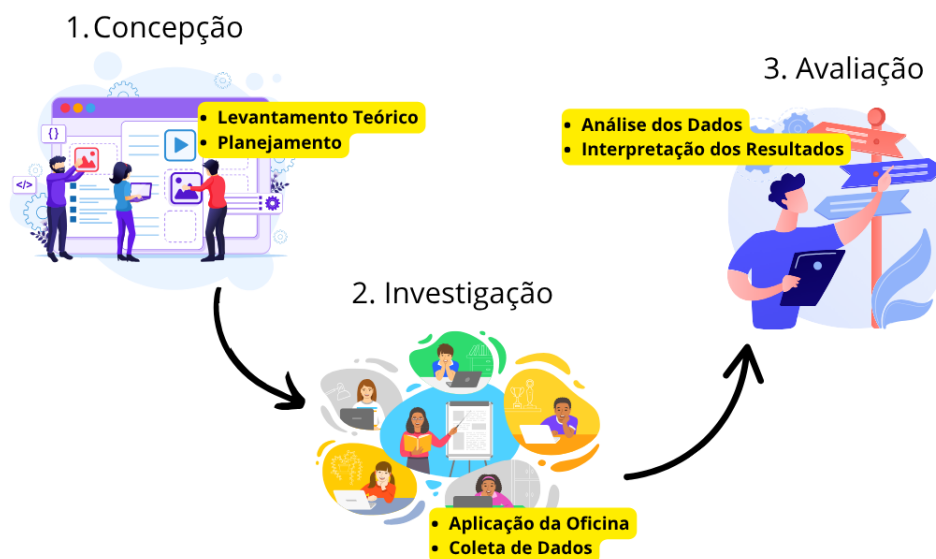 1. Concepção
• Levantamento Teórico
• Planejamento
{}
</>
2. Investigação
• Aplicação da Oficina
• Coleta de Dados
3. Avaliação
• Análise dos Dados
• Interpretação dos Resultados